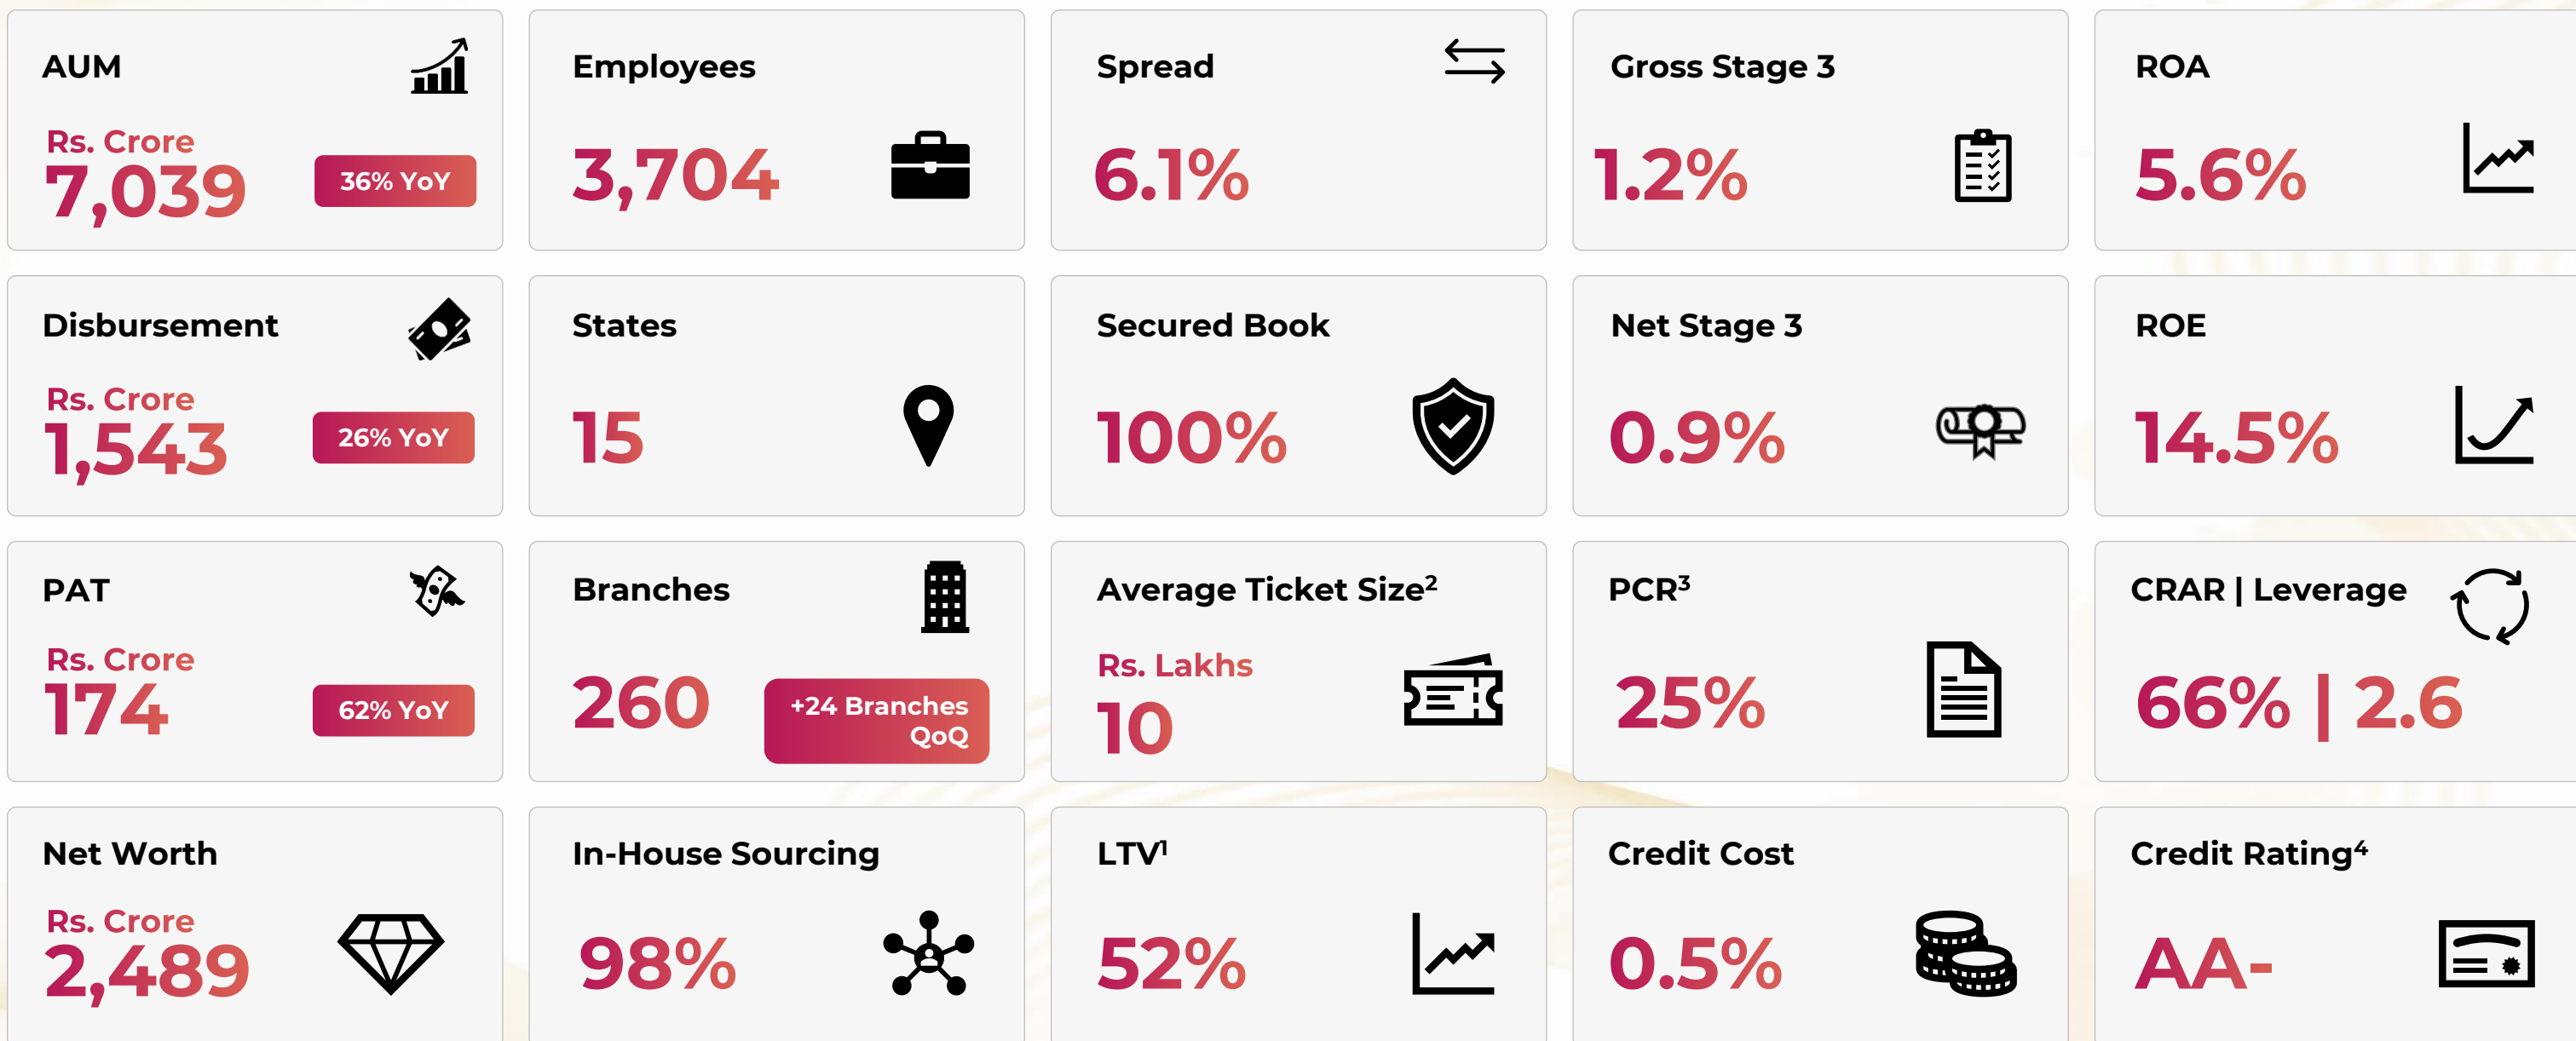 AUM
Rs. Crore
7,039
36% YoY
Employees
3,704
Spread
6.1%
Gross Stage 3
1.2%
ROA
5.6%
Disbursement
Rs. Crore
1,543
26% YoY
States
15
Secured Book
100%
Net Stage 3
0.9%
ROE
14.5%
PAT
Rs. Crore
174
62% YoY
Branches
260
+24 Branches
QoQ
Average Ticket Size²
Rs. Lakhs
10
PCR³
25%
CRAR | Leverage
66% | 2.6
Net Worth
Rs. Crore
2,489
In-House Sourcing
98%
LTV¹
52%
Credit Cost
0.5%
Credit Rating⁴
AA-